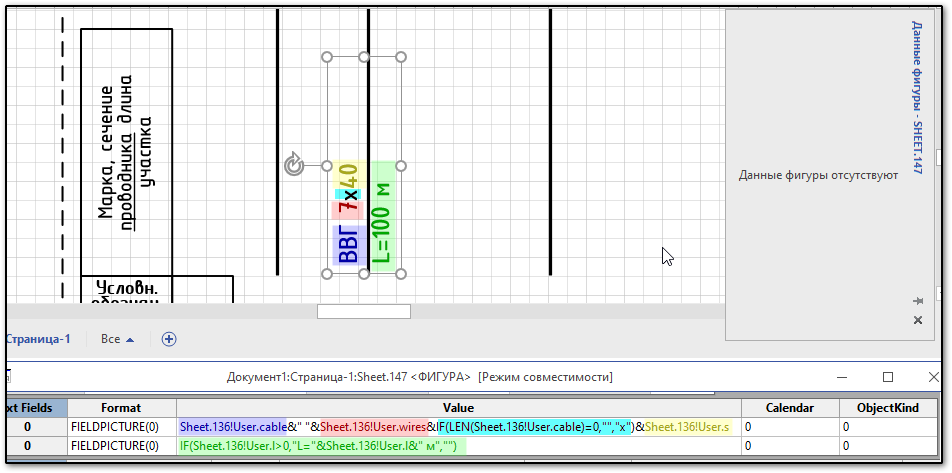 Марка, сечение
проводника длина
участка
Условн.
ВВГ 7х40
L=100 м
Данные фигуры - SHEET.147
Данные фигуры отсутствуют
Страница-1
Все
Документ1:Страница-1:Sheet.147 <ФИГУРА> [Режим совместимости]
xt Fields Format Value Calendar ObjectKind
0 FIELDPICTURE(0) Sheet.136!User.cable&" "&Sheet.136!User.wires&IF(LEN(Sheet.136!User.cable)=0,"","x")&Sheet.136!User.s 0 0
0 FIELDPICTURE(0) IF(Sheet.136!User.l>0,"L="&Sheet.136!User.l&" м","") 0 0